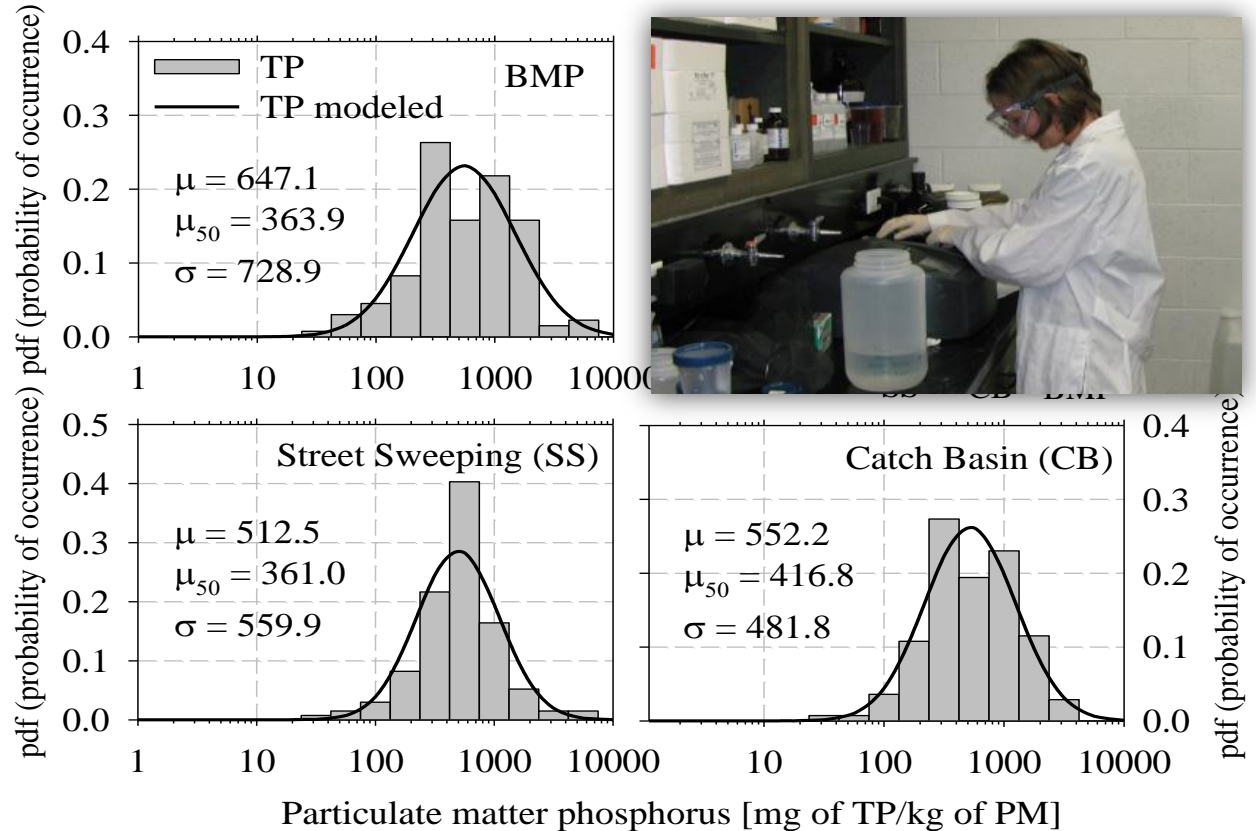 0.4
0.3
0.2
0.1
0.0
pdf (probability of occurrence)
TP
TP modeled
BMP
μ = 647.1
μ50 = 363.9
σ = 728.9
1 10 100 1000
0.5
0.4
0.3
0.2
0.1
0.0
pdf (probability of occurrence)
Street Sweeping (SS)
μ = 512.5
μ50 = 361.0
σ = 559.9
1 10 100 1000 10000
Catch Basin (CB)
μ = 552.2
μ50 = 416.8
σ = 481.8
10 100 1000 10000
0.4
0.3
0.2
0.1
0.0
pdf (probability of occurrence)
Particulate matter phosphorus [mg of TP/kg of PM]